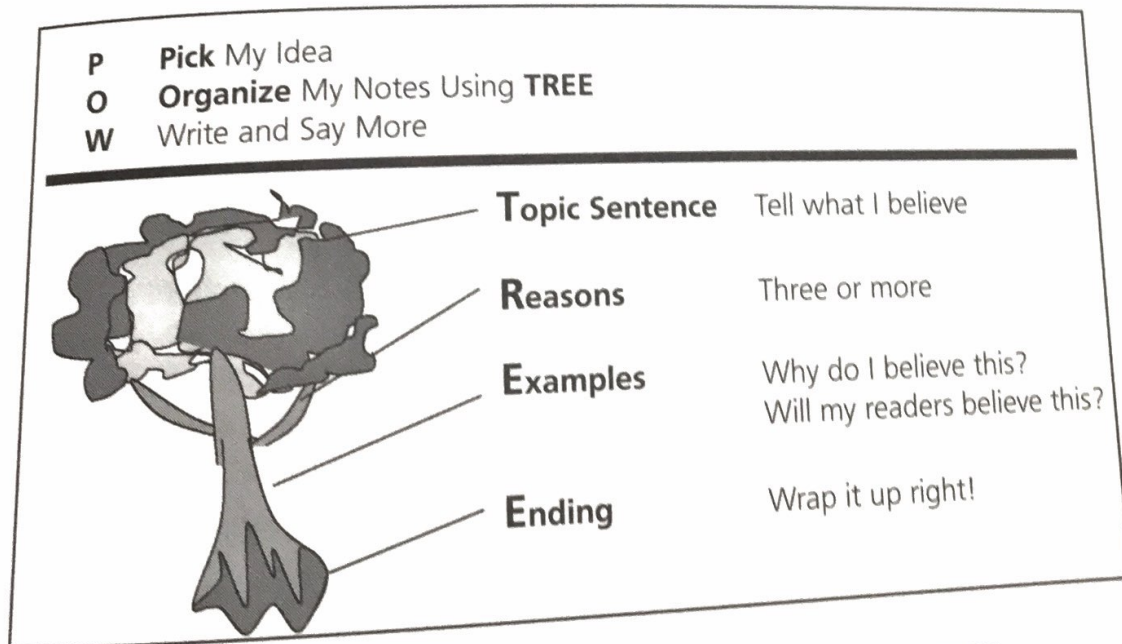 P Pick My Idea
O Organize My Notes Using TREE
W Write and Say More
Topic Sentence Tell what I believe
Reasons Three or more
Examples Why do I believe this?
Will my readers believe this?
Ending Wrap it up right!